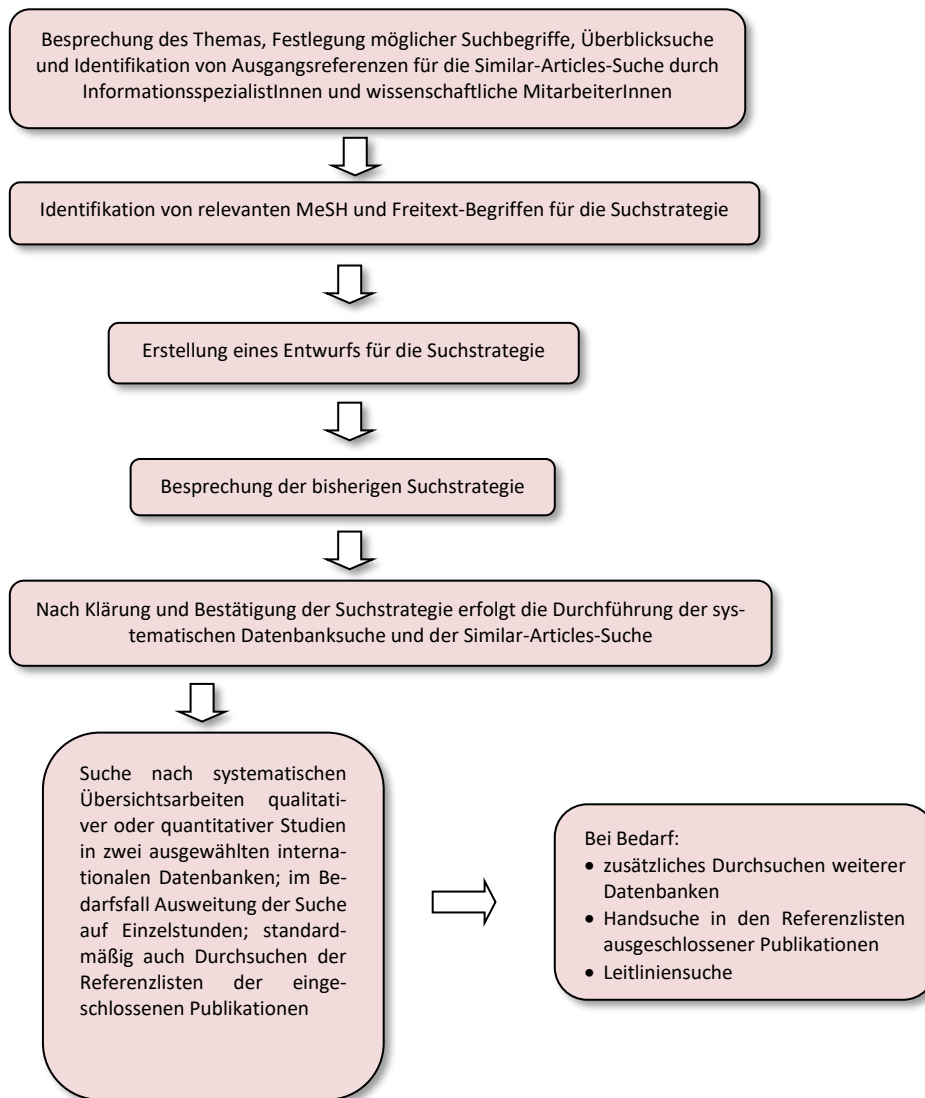 Besprechung des Themas, Festlegung möglicher Suchbegriffe, Überblicksuche
und Identifikation von Ausgangsreferenzen für die Similar-Articles-Suche durch
InformationsspezialistInnen und wissenschaftliche MitarbeiterInnen
Identifikation von relevanten MeSH und Freitext-Begriffen für die Suchstrategie
Erstellung eines Entwurfs für die Suchstrategie
Besprechung der bisherigen Suchstrategie
Nach Klärung und Bestätigung der Suchstrategie erfolgt die Durchführung der sys-
tematischen Datenbanksuche und der Similar-Articles-Suche
Suche nach systematischen
Übersichtsarbeiten qualitati-
ver oder quantitativer Studien
in zwei ausgewählten interna-
tionalen Datenbanken; im Be-
darfsfall Ausweitung der Suche
auf Einzelstunden; standard-
mäßig auch Durchsuchen der
Referenzlisten der einge-
schlossenen Publikationen
Bei Bedarf:
• zusätzliches Durchsuchen weiterer
Datenbanken
• Handsuche in den Referenzlisten
ausgeschlossener Publikationen
• Leitliniensuche